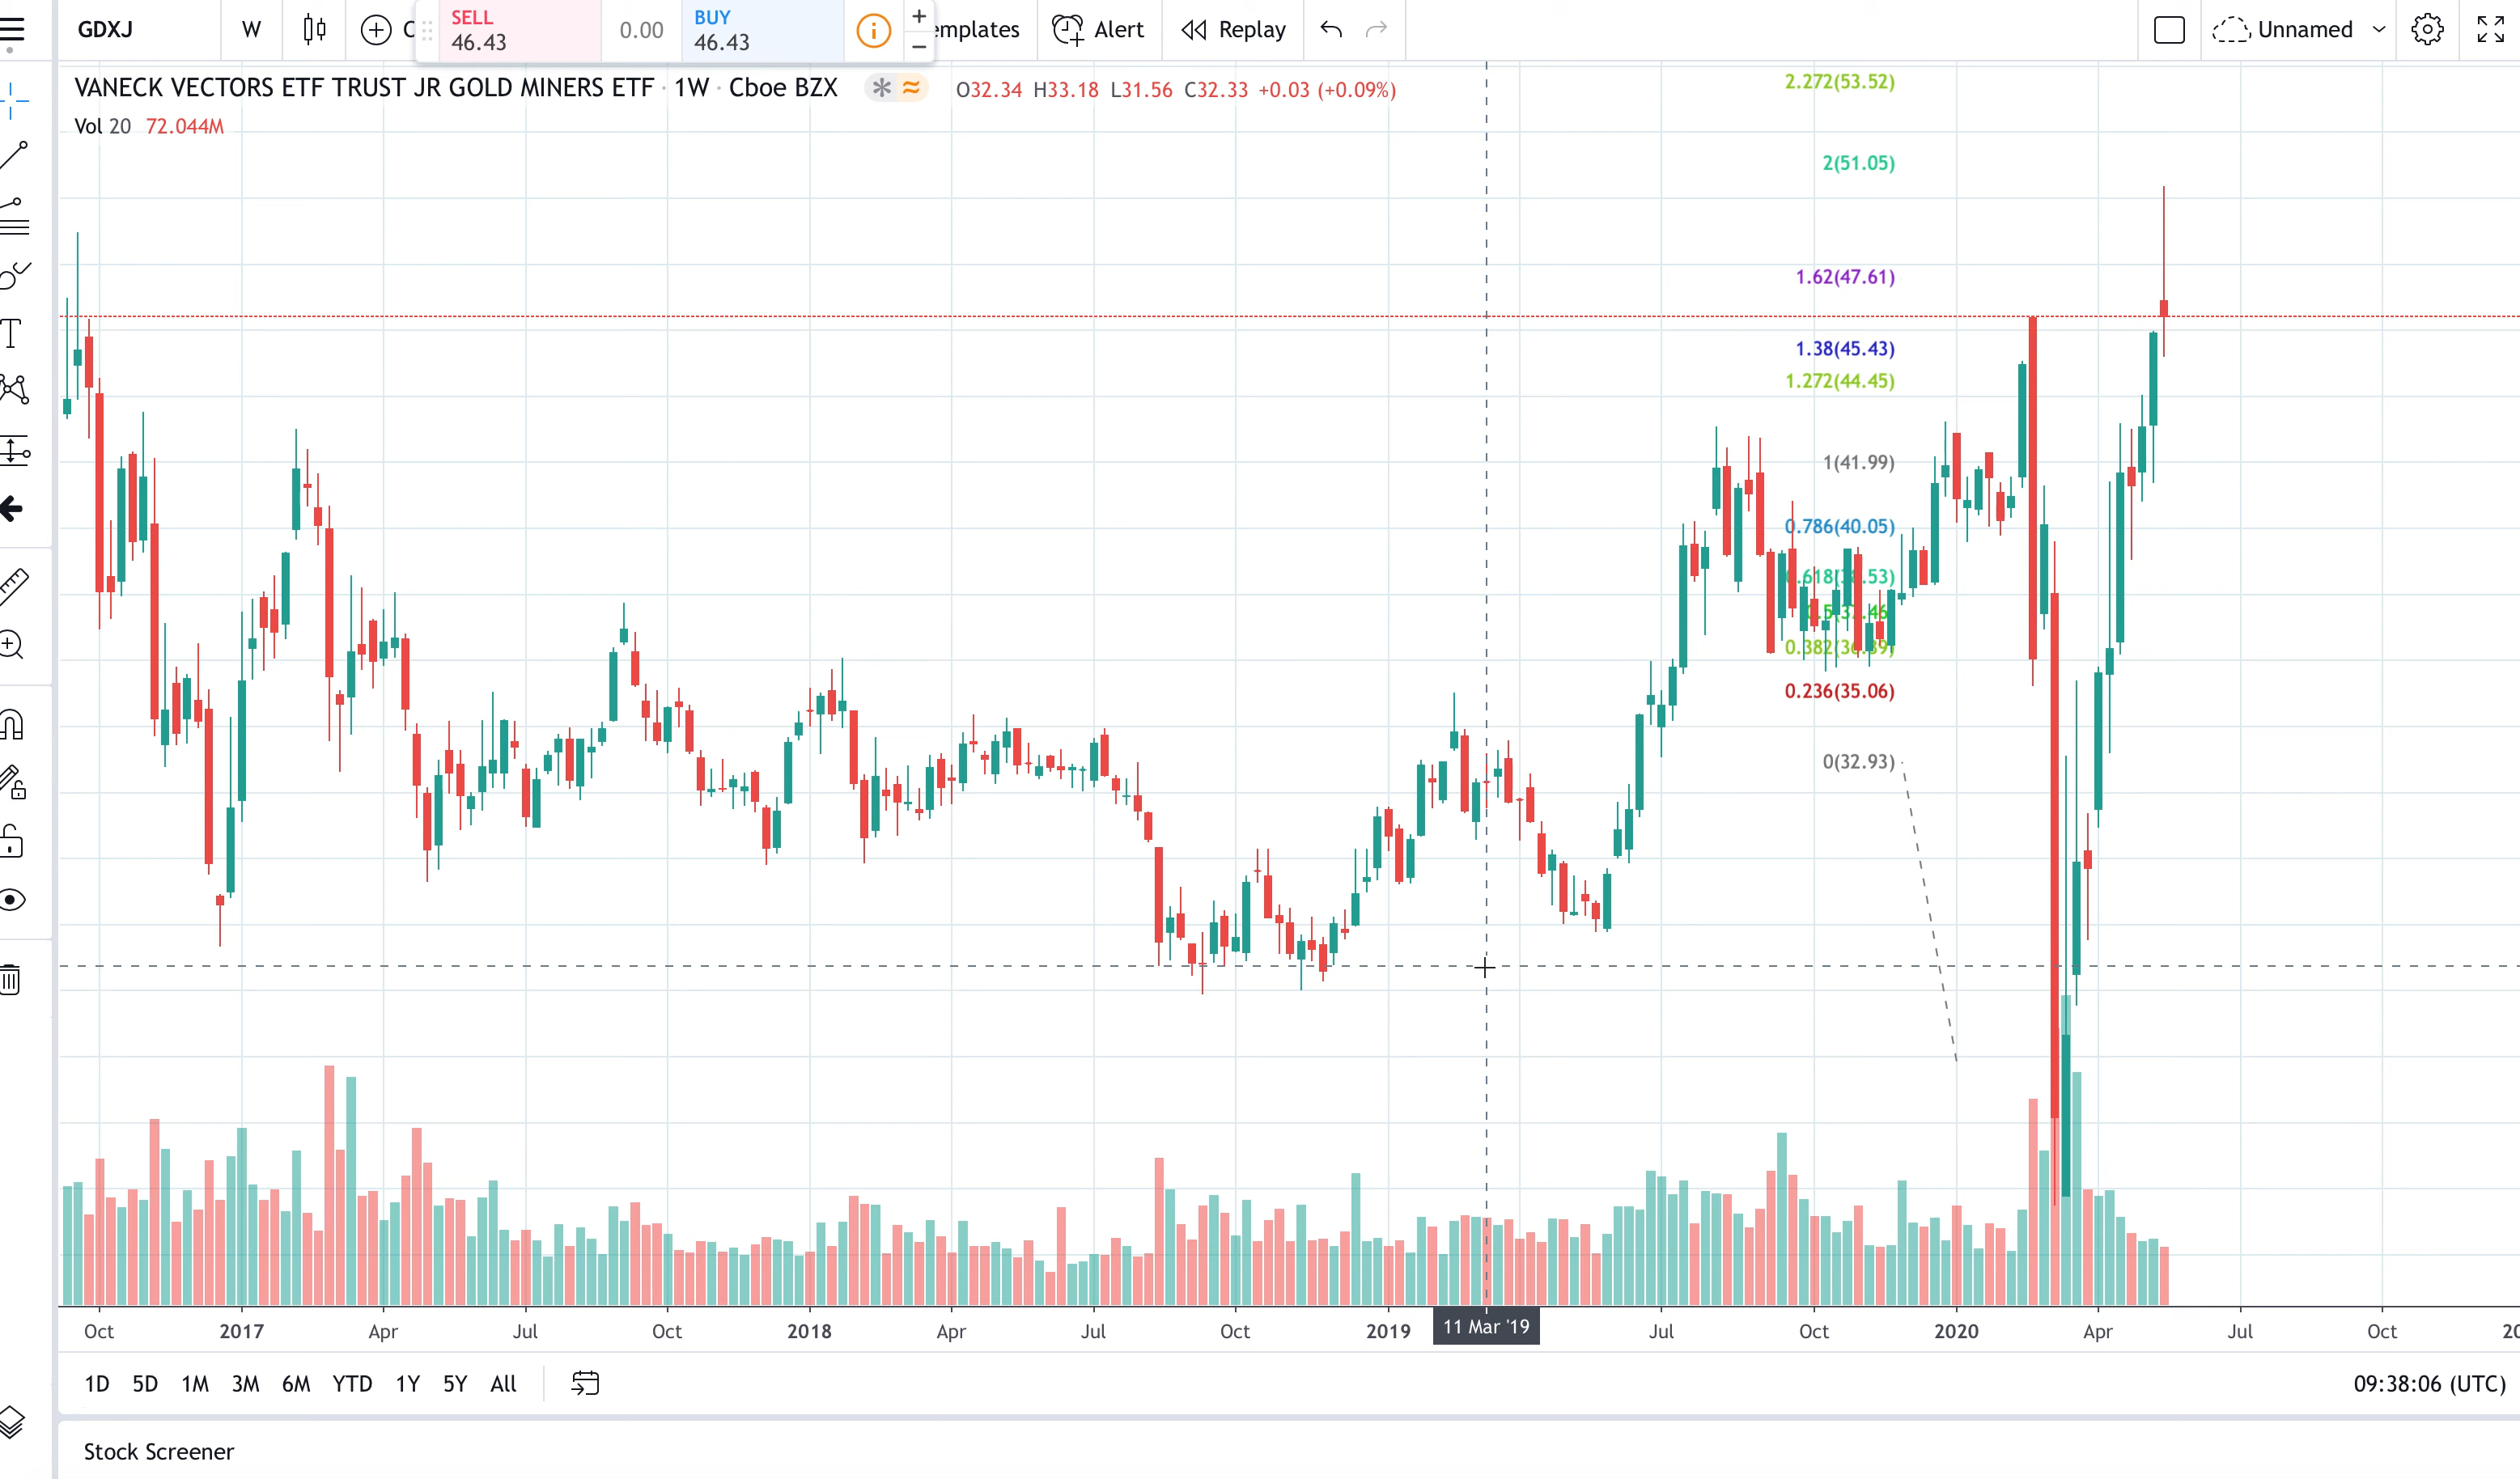 GDXJ
W
SELL
46.43
0.00
BUY
46.43
emplates
Alert
Replay
Unnamed
VANECK VECTORS ETF TRUST JR GOLD MINERS ETF · 1W · Cboe BZX
O32.34 H33.18 L31.56 C32.33 +0.03 (+0.09%)
Vol 20 72.044M
2.272(53.52)
2(51.05)
1.62(47.61)
1.38(45.43)
1.272(44.45)
1(41.99)
0.786(40.05)
0.236(35.06)
0(32.93)
Oct 2017 Apr Jul Oct 2018 Apr Jul Oct 2019 11 Mar '19 Jul Oct 2020 Apr Jul Oct
1D 5D 1M 3M 6M YTD 1Y 5Y All
09:38:06 (UTC)
Stock Screener